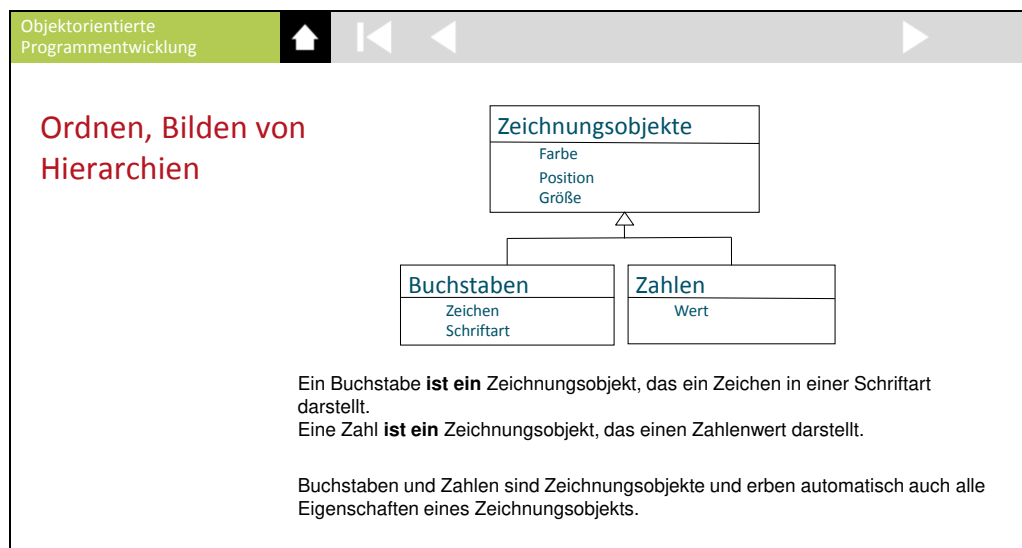 Objektorientierte
Programmentwicklung
Ordnen, Bilden von
Hierarchien
Zeichnungsobjekte
Farbe
Position
Größe
Buchstaben
Zeichen
Schriftart
Zahlen
Wert
Ein Buchstabe ist ein Zeichnungsobjekt, das ein Zeichen in einer Schriftart
darstellt.
Eine Zahl ist ein Zeichnungsobjekt, das einen Zahlenwert darstellt.
Buchstaben und Zahlen sind Zeichnungsobjekte und erben automatisch auch alle
Eigenschaften eines Zeichnungsobjekts.